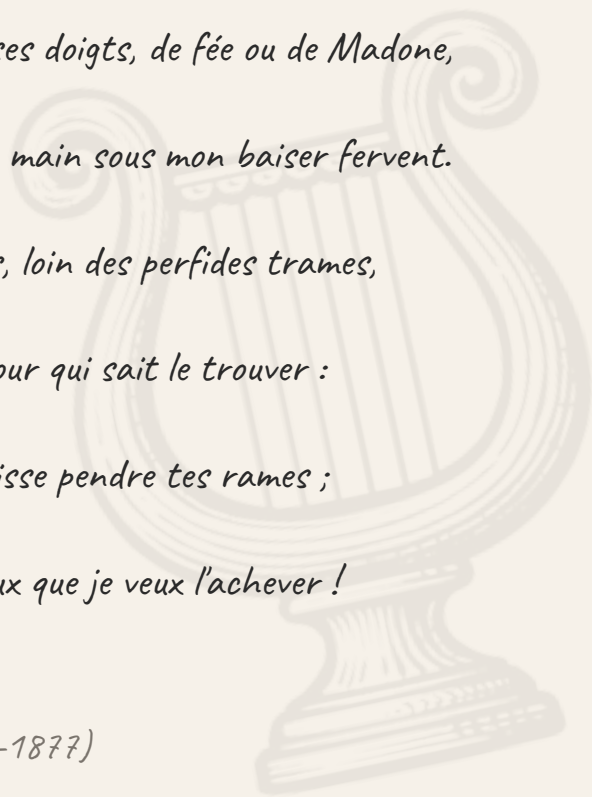 ses doigts, de fée ou de Madone,
main sous mon baiser fervent.
s, loin des perfides trames,
our qui sait le trouver :
isse pendre tes rames ;
ux que je veux l'achever !
-1877)